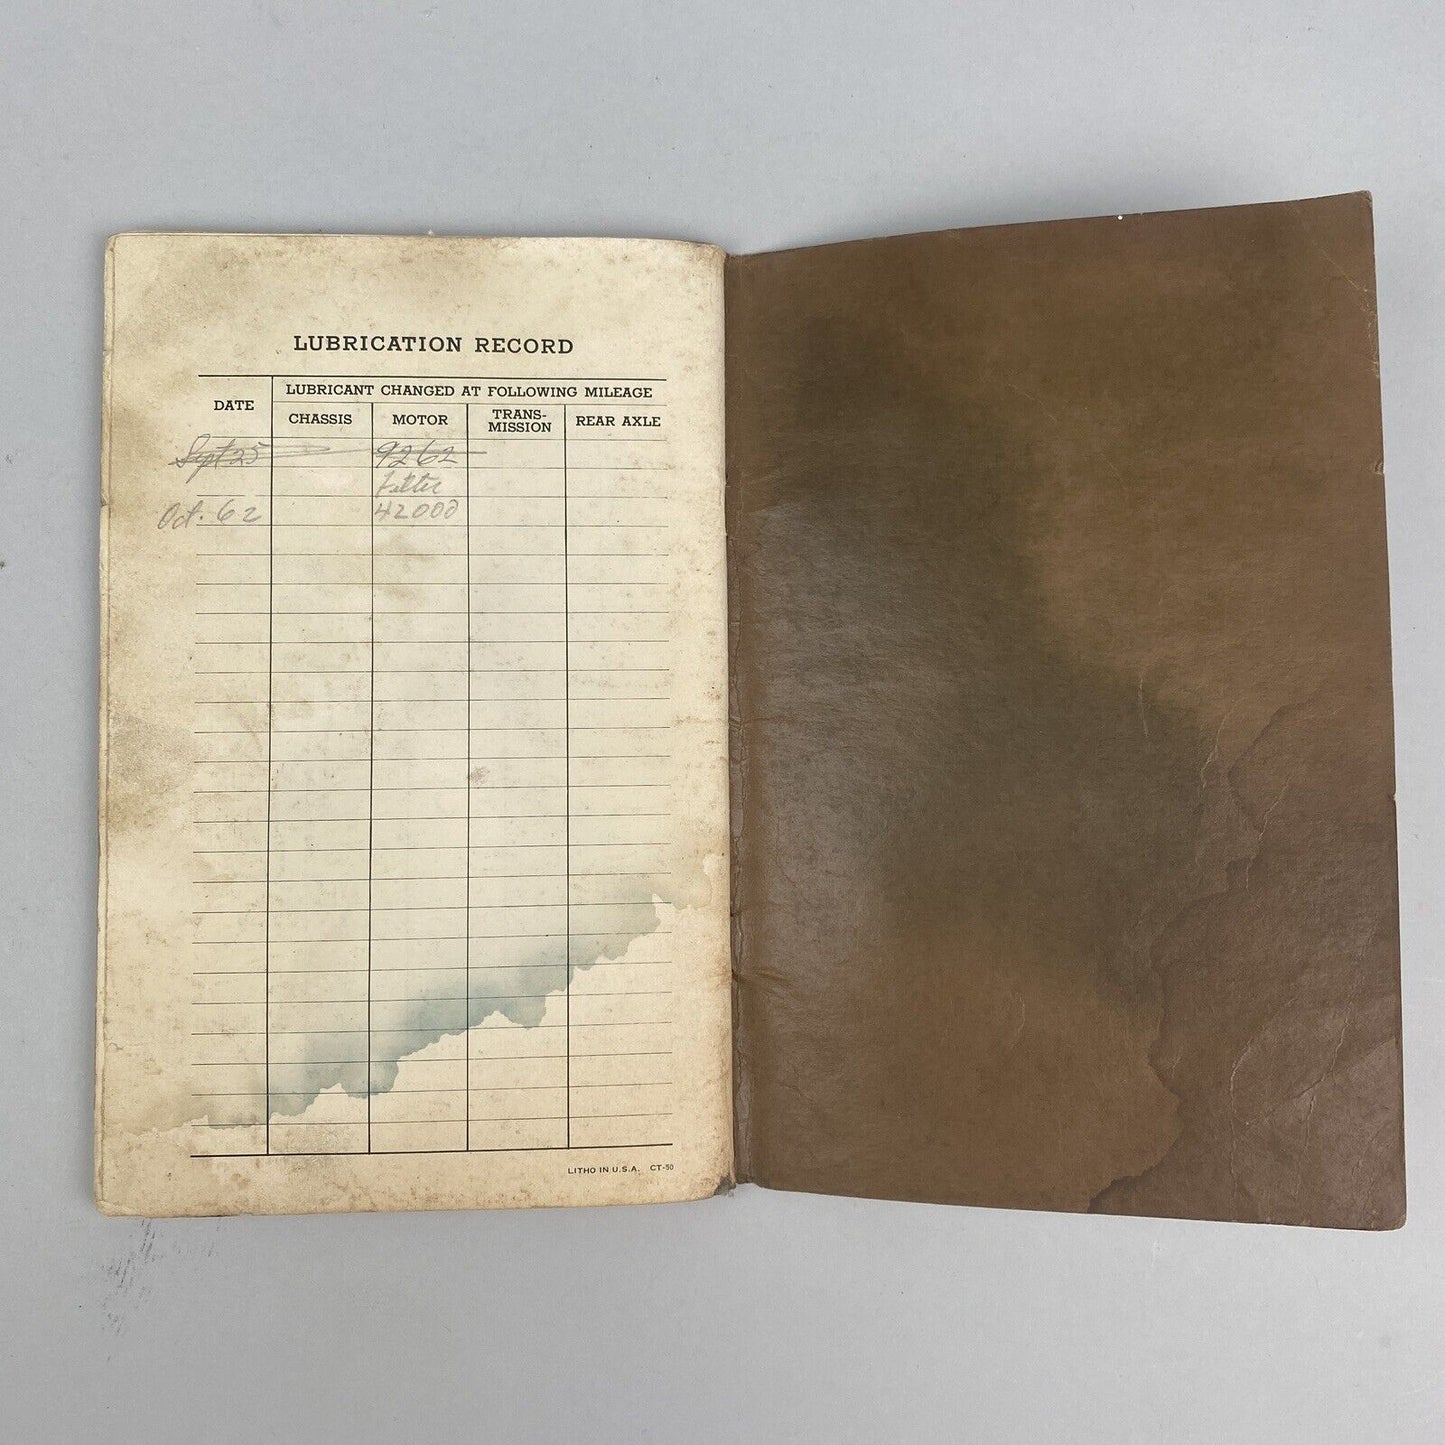 LUBRICATION RECORD
DATE
LUBRICANT CHANGED AT FOLLOWING MILEAGE
CHASSIS MOTOR TRANS-
MISSION REAR AXLE
Sept 25 9262
Filter
Oct. 62 42000
LITHO IN U.S.A. CT-50